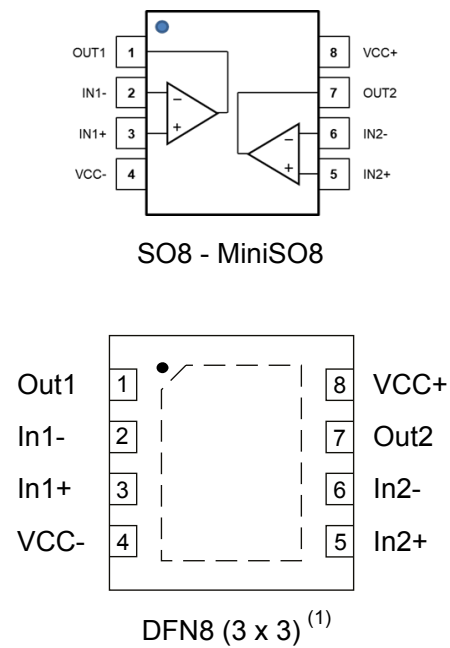 OUT1 1 8 VCC+
IN1- 2 − 7 OUT2
IN1+ 3 + − 6 IN2-
VCC- 4 + 5 IN2+
SO8 - MiniSO8
Out1 1 8 VCC+
In1- 2 7 Out2
In1+ 3 6 In2-
VCC- 4 5 In2+
DFN8 (3 x 3) (1)